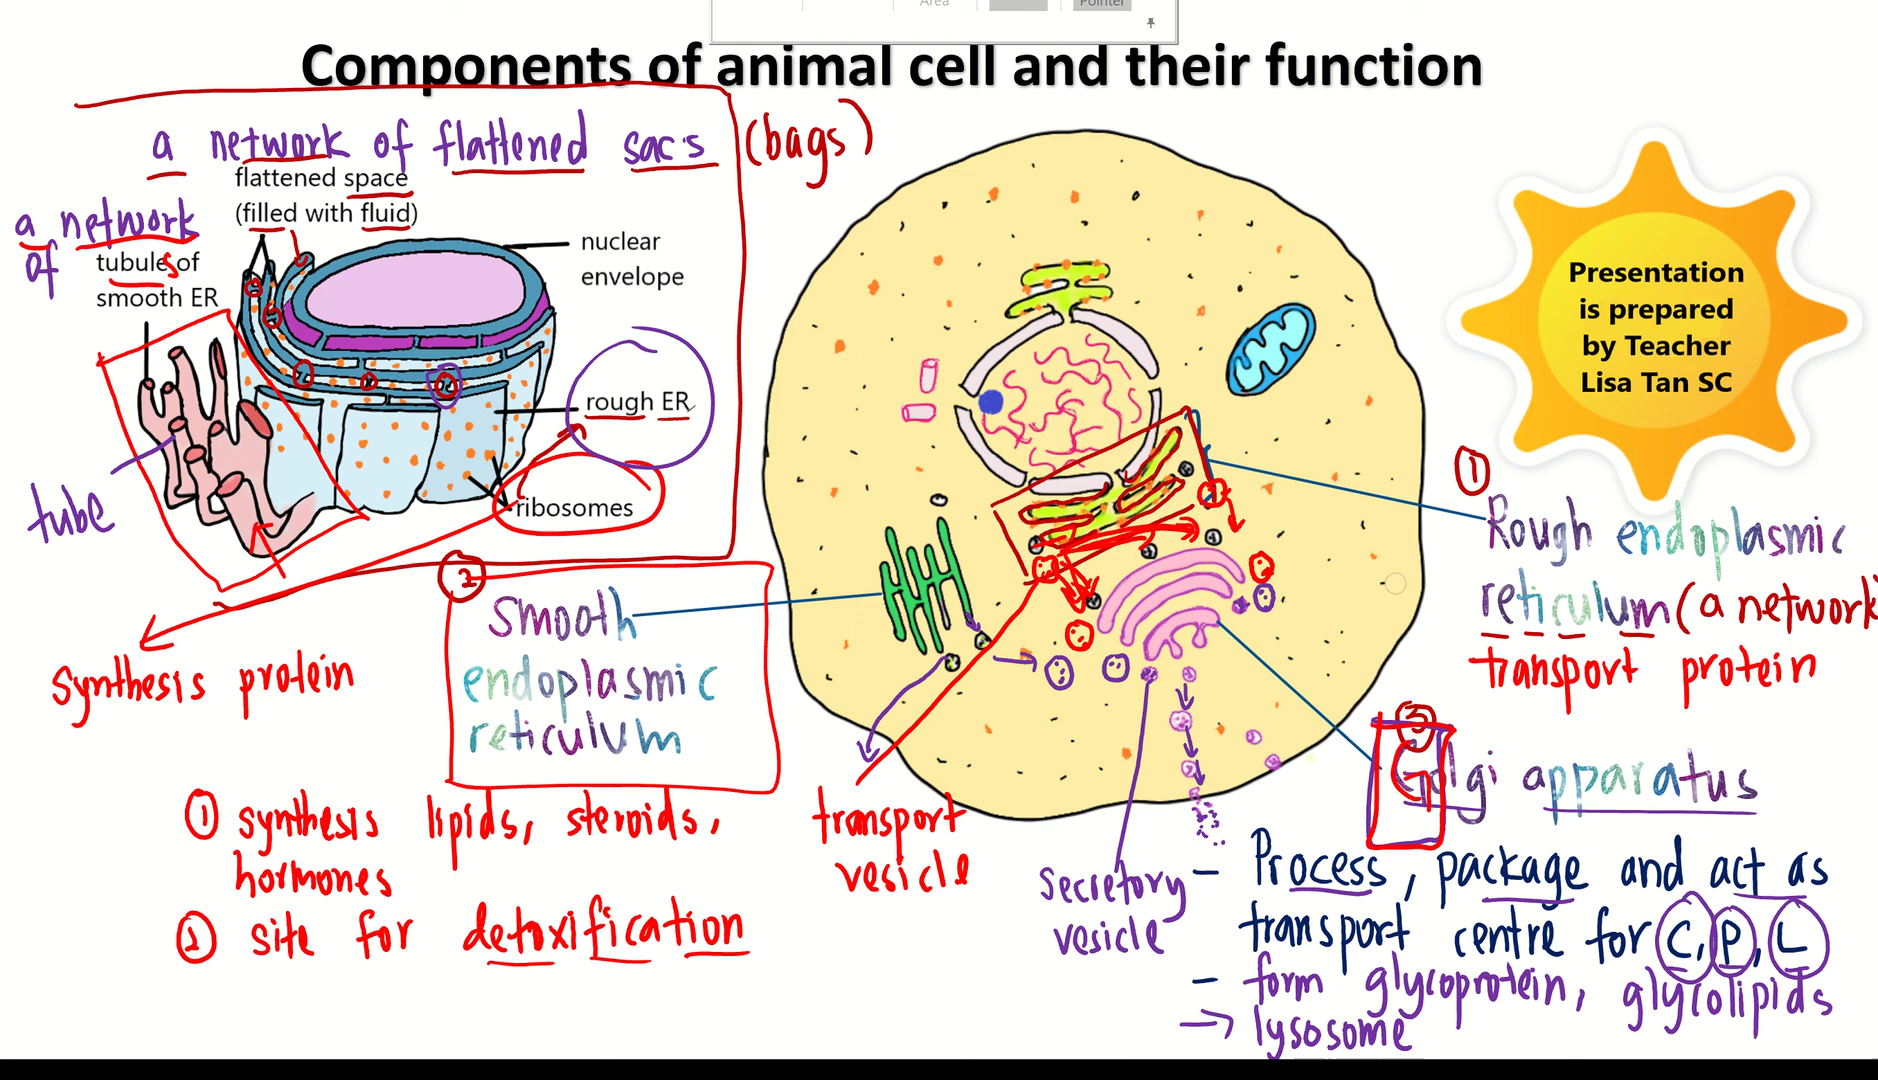 Area
Pointer
Components of animal cell and their function
a network of flattened sacs (bags)
flattened space
(filled with fluid)
a network
of
tubules of
smooth ER
nuclear
envelope
rough ER
ribosomes
tube
synthesis protein
2
Smooth
endoplasmic
reticulum
① synthesis lipids, steroids,
hormones
② site for detoxification
transport
vesicle
secretory
vesicle
Presentation
is prepared
by Teacher
Lisa Tan SC
①
Rough endoplasmic
reticulum (a network
transport protein
3
Golgi apparatus
- Process, package and act as
transport centre for C, P, L
- form glycoprotein, glycolipids
→ lysosome